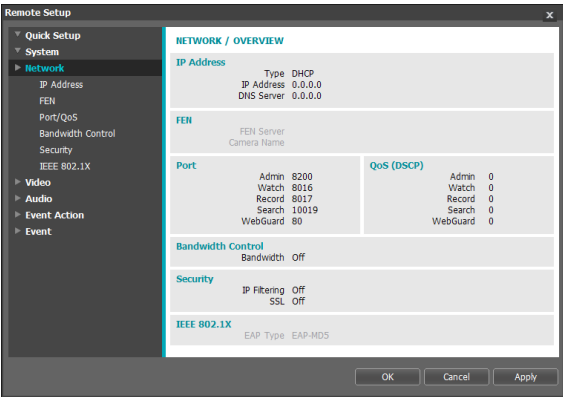 Remote Setup
x
Quick Setup
System
Network
IP Address
FEN
Port/QoS
Bandwidth Control
Security
IEEE 802.1X
Video
Audio
Event Action
Event
NETWORK / OVERVIEW
IP Address
Type DHCP
IP Address 0.0.0.0
DNS Server 0.0.0.0
FEN
FEN Server
Camera Name
Port
Admin 8200
Watch 8016
Record 8017
Search 10019
WebGuard 80
QoS (DSCP)
Admin 0
Watch 0
Record 0
Search 0
WebGuard 0
Bandwidth Control
Bandwidth Off
Security
IP Filtering Off
SSL Off
IEEE 802.1X
EAP Type EAP-MD5
OK Cancel Apply